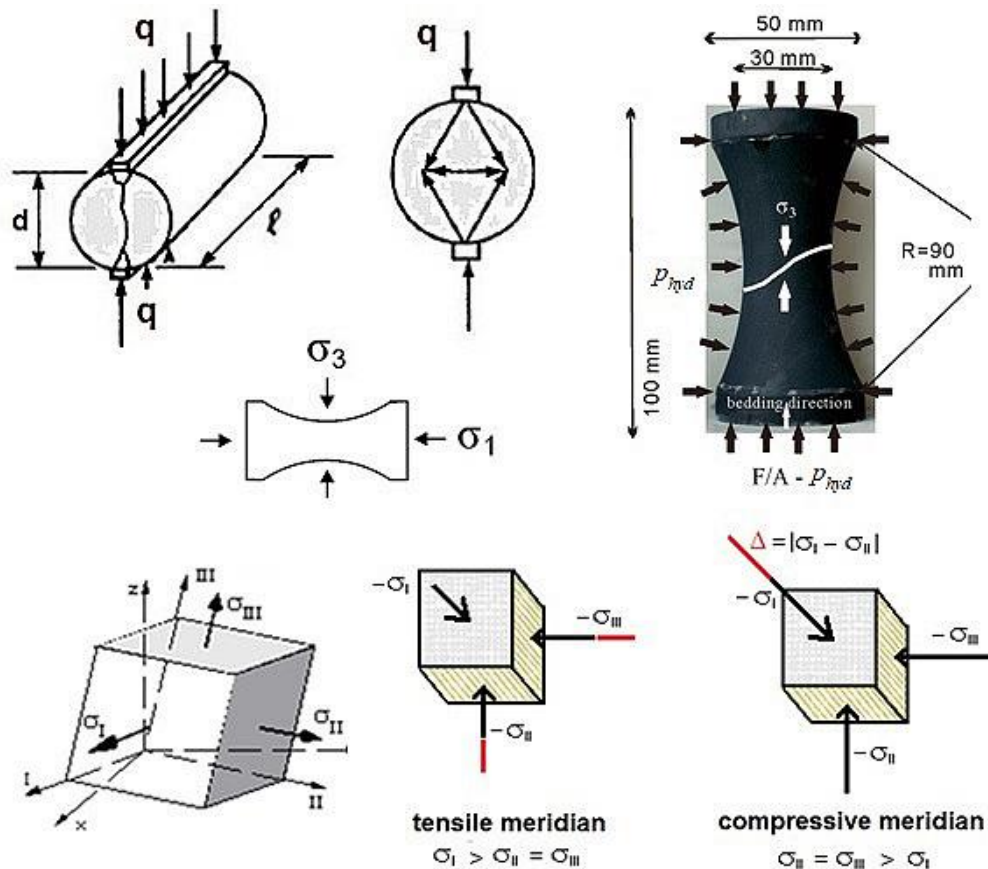 q
d
ℓ
q
q
50 mm
30 mm
σ3
p_hyd
R=90
mm
100 mm
bedding direction
F/A - p_hyd
σ3
σ1
z
III
σIII
σI
σII
I
x
II
-σI
-σIII
-σII
tensile meridian
σI > σII = σIII
Δ = |σI - σII|
-σI
-σIII
-σII
compressive meridian
σII = σIII > σI